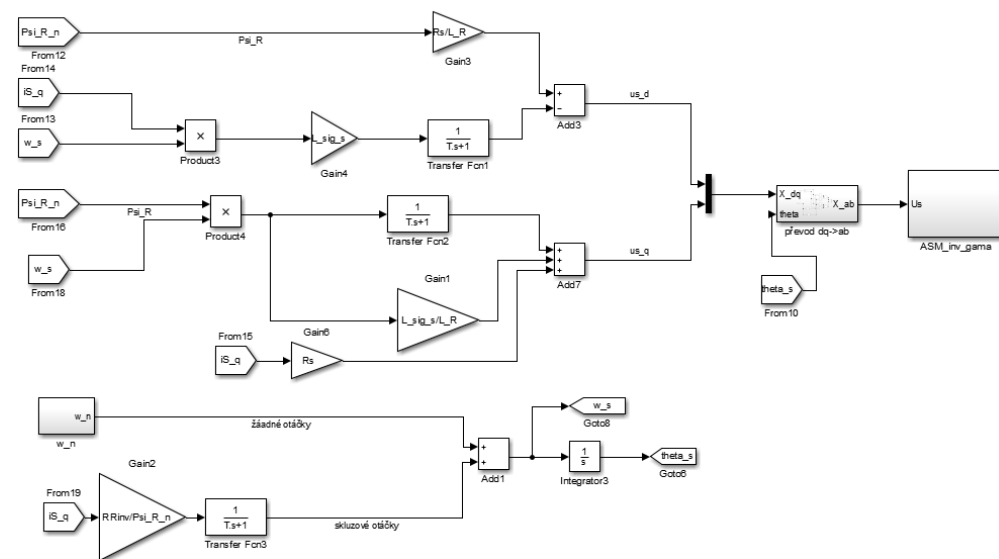 Psi_R_n
From12
Psi_R
Rs/L_R
Gain3
From14
iS_q
From13
w_s
×
Product3
L_sig_s
Gain4
1
T.s+1
Transfer Fcn1
+
−
Add3
us_d
Psi_R_n
From16
Psi_R
×
Product4
w_s
From18
1
T.s+1
Transfer Fcn2
Gain1
L_sig_s/L_R
+
+
+
Add7
us_q
From15
iS_q
Gain6
Rs
X_dq
theta
X_ab
převod dq->ab
theta_s
From10
Us
ASM_inv_gama
w_n
w_n
žáadné otáčky
Gain2
From19
iS_q
RRinv/Psi_R_n
1
T.s+1
Transfer Fcn3
skluzové otáčky
+
+
Add1
w_s
Goto8
1
s
Integrator3
theta_s
Goto6